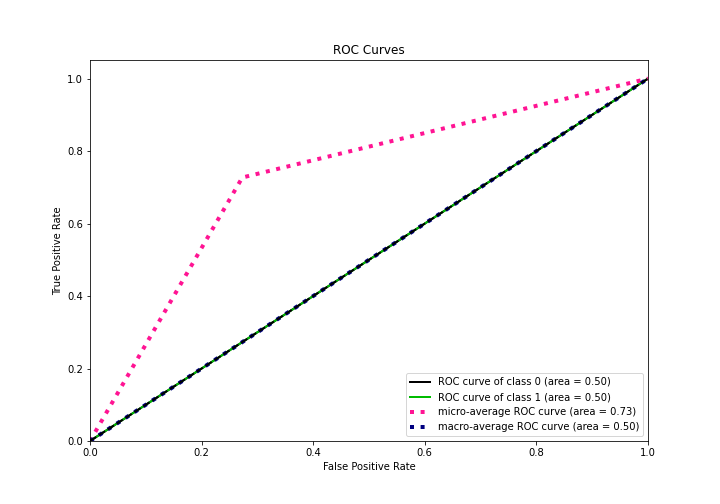 ROC Curves
1.0
0.8
0.6
0.4
0.2
0.0
True Positive Rate
ROC curve of class 0 (area = 0.50)
ROC curve of class 1 (area = 0.50)
micro-average ROC curve (area = 0.73)
macro-average ROC curve (area = 0.50)
0.0 0.2 0.4 0.6 0.8 1.0
False Positive Rate